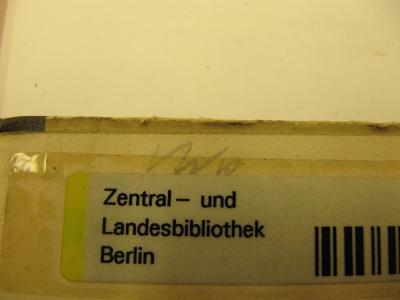 Zentral – und
Landesbibliothek
Berlin